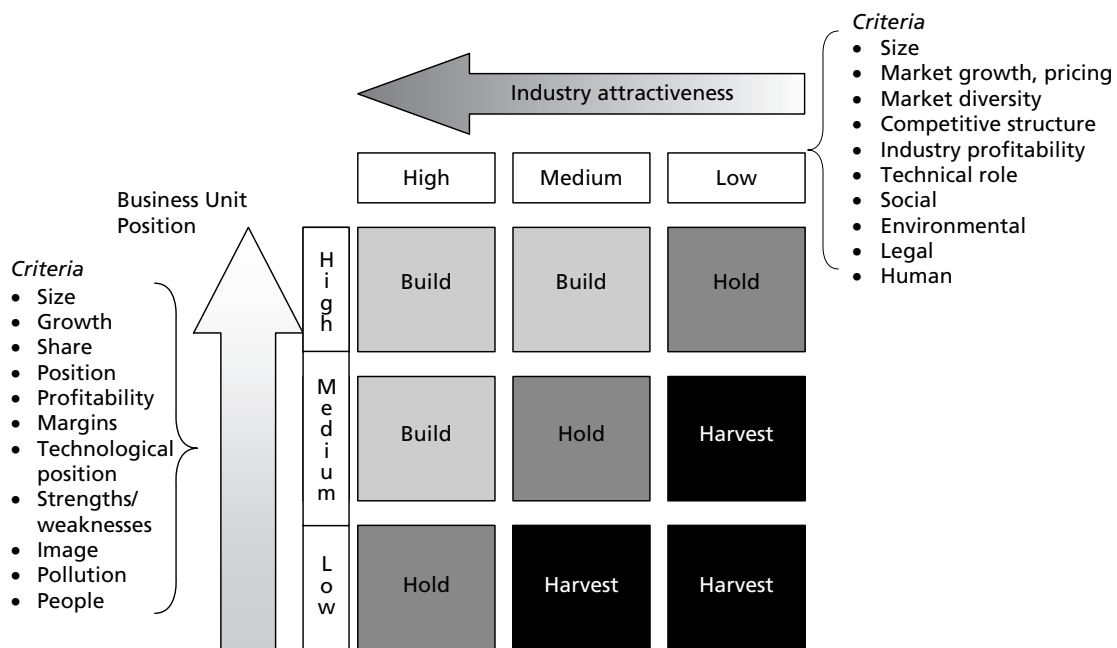 Criteria
• Size
• Market growth, pricing
• Market diversity
• Competitive structure
• Industry profitability
• Technical role
• Social
• Environmental
• Legal
• Human
Industry attractiveness
High Medium Low
Business Unit
Position
Criteria
• Size
• Growth
• Share
• Position
• Profitability
• Margins
• Technological
position
• Strengths/
weaknesses
• Image
• Pollution
• People
High
Build Build Hold
Medium
Build Hold Harvest
Low
Hold Harvest Harvest